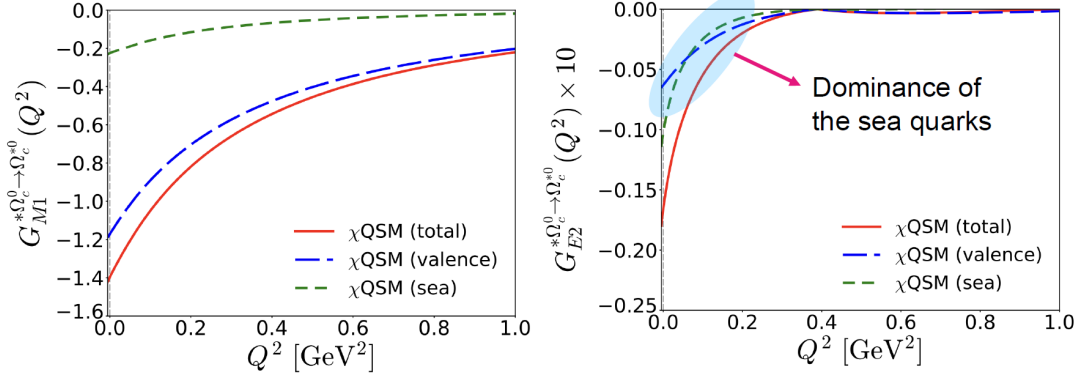 0.0
−0.2
−0.4
−0.6
−0.8
−1.0
−1.2
−1.4
−1.6
G_{M1}^{*Ω_c^0→Ω_c^{*0}}(Q^2)
χQSM (total)
χQSM (valence)
χQSM (sea)
0.0 0.2 0.4 0.6 0.8 1.0
Q^2 [GeV^2]
0.00
−0.05
−0.10
−0.15
−0.20
−0.25
G_{E2}^{*Ω_c^0→Ω_c^{*0}}(Q^2) × 10
Dominance of
the sea quarks
χQSM (total)
χQSM (valence)
χQSM (sea)
0.0 0.2 0.4 0.6 0.8 1.0
Q^2 [GeV^2]